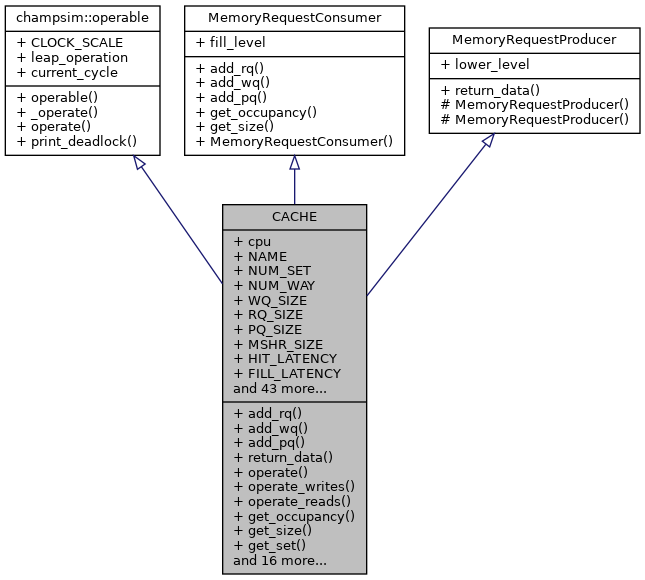 champsim::operable
+ CLOCK_SCALE
+ leap_operation
+ current_cycle
+ operable()
+ _operate()
+ operate()
+ print_deadlock()
MemoryRequestConsumer
+ fill_level
+ add_rq()
+ add_wq()
+ add_pq()
+ get_occupancy()
+ get_size()
+ MemoryRequestConsumer()
MemoryRequestProducer
+ lower_level
+ return_data()
# MemoryRequestProducer()
# MemoryRequestProducer()
CACHE
+ cpu
+ NAME
+ NUM_SET
+ NUM_WAY
+ WQ_SIZE
+ RQ_SIZE
+ PQ_SIZE
+ MSHR_SIZE
+ HIT_LATENCY
+ FILL_LATENCY
and 43 more...
+ add_rq()
+ add_wq()
+ add_pq()
+ return_data()
+ operate()
+ operate_writes()
+ operate_reads()
+ get_occupancy()
+ get_size()
+ get_set()
and 16 more...